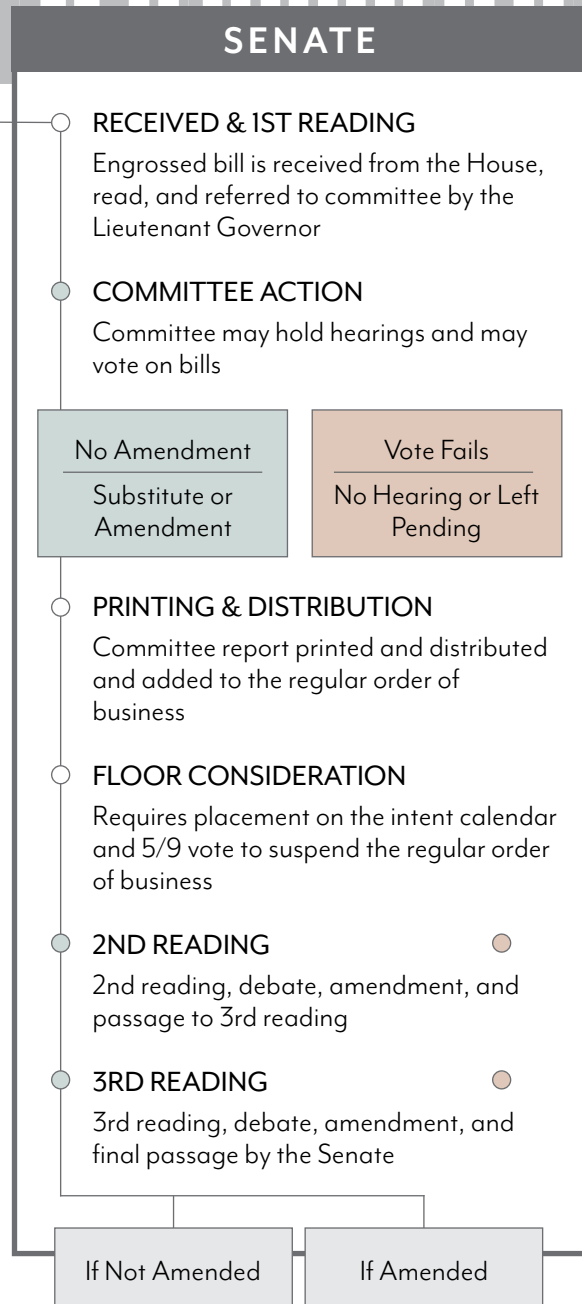 SENATE
RECEIVED & 1ST READING
Engrossed bill is received from the House,
read, and referred to committee by the
Lieutenant Governor
COMMITTEE ACTION
Committee may hold hearings and may
vote on bills
No Amendment
Substitute or
Amendment
Vote Fails
No Hearing or Left
Pending
PRINTING & DISTRIBUTION
Committee report printed and distributed
and added to the regular order of
business
FLOOR CONSIDERATION
Requires placement on the intent calendar
and 5/9 vote to suspend the regular order
of business
2ND READING
2nd reading, debate, amendment, and
passage to 3rd reading
3RD READING
3rd reading, debate, amendment, and
final passage by the Senate
If Not Amended
If Amended